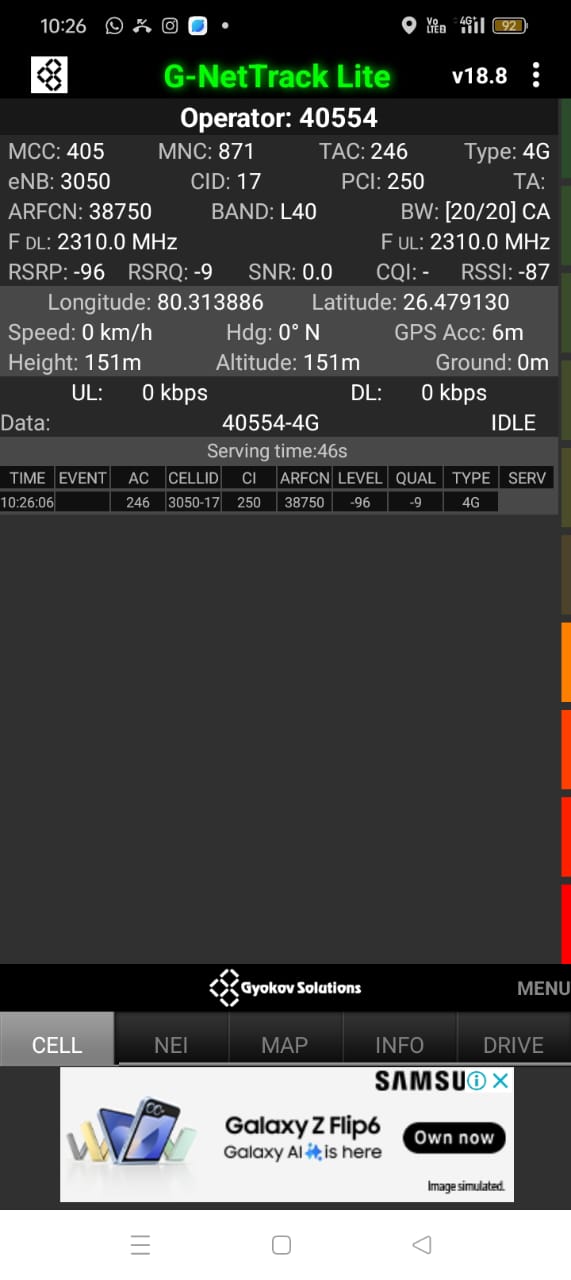 10:26 Vo LTED 4G+ 92
G-NetTrack Lite v18.8
Operator: 40554
MCC: 405 MNC: 871 TAC: 246 Type: 4G
eNB: 3050 CID: 17 PCI: 250 TA:
ARFCN: 38750 BAND: L40 BW: [20/20] CA
F DL: 2310.0 MHz F UL: 2310.0 MHz
RSRP: -96 RSRQ: -9 SNR: 0.0 CQI: - RSSI: -87
Longitude: 80.313886 Latitude: 26.479130
Speed: 0 km/h Hdg: 0° N GPS Acc: 6m
Height: 151m Altitude: 151m Ground: 0m
UL: 0 kbps DL: 0 kbps
Data: 40554-4G IDLE
Serving time:46s
TIME EVENT AC CELLID CI ARFCN LEVEL QUAL TYPE SERV
10:26:06 246 3050-17 250 38750 -96 -9 4G
Gyokov Solutions MENU
CELL NEI MAP INFO DRIVE
SAMSU
Galaxy Z Flip6
Galaxy AI is here
Own now
Image simulated.